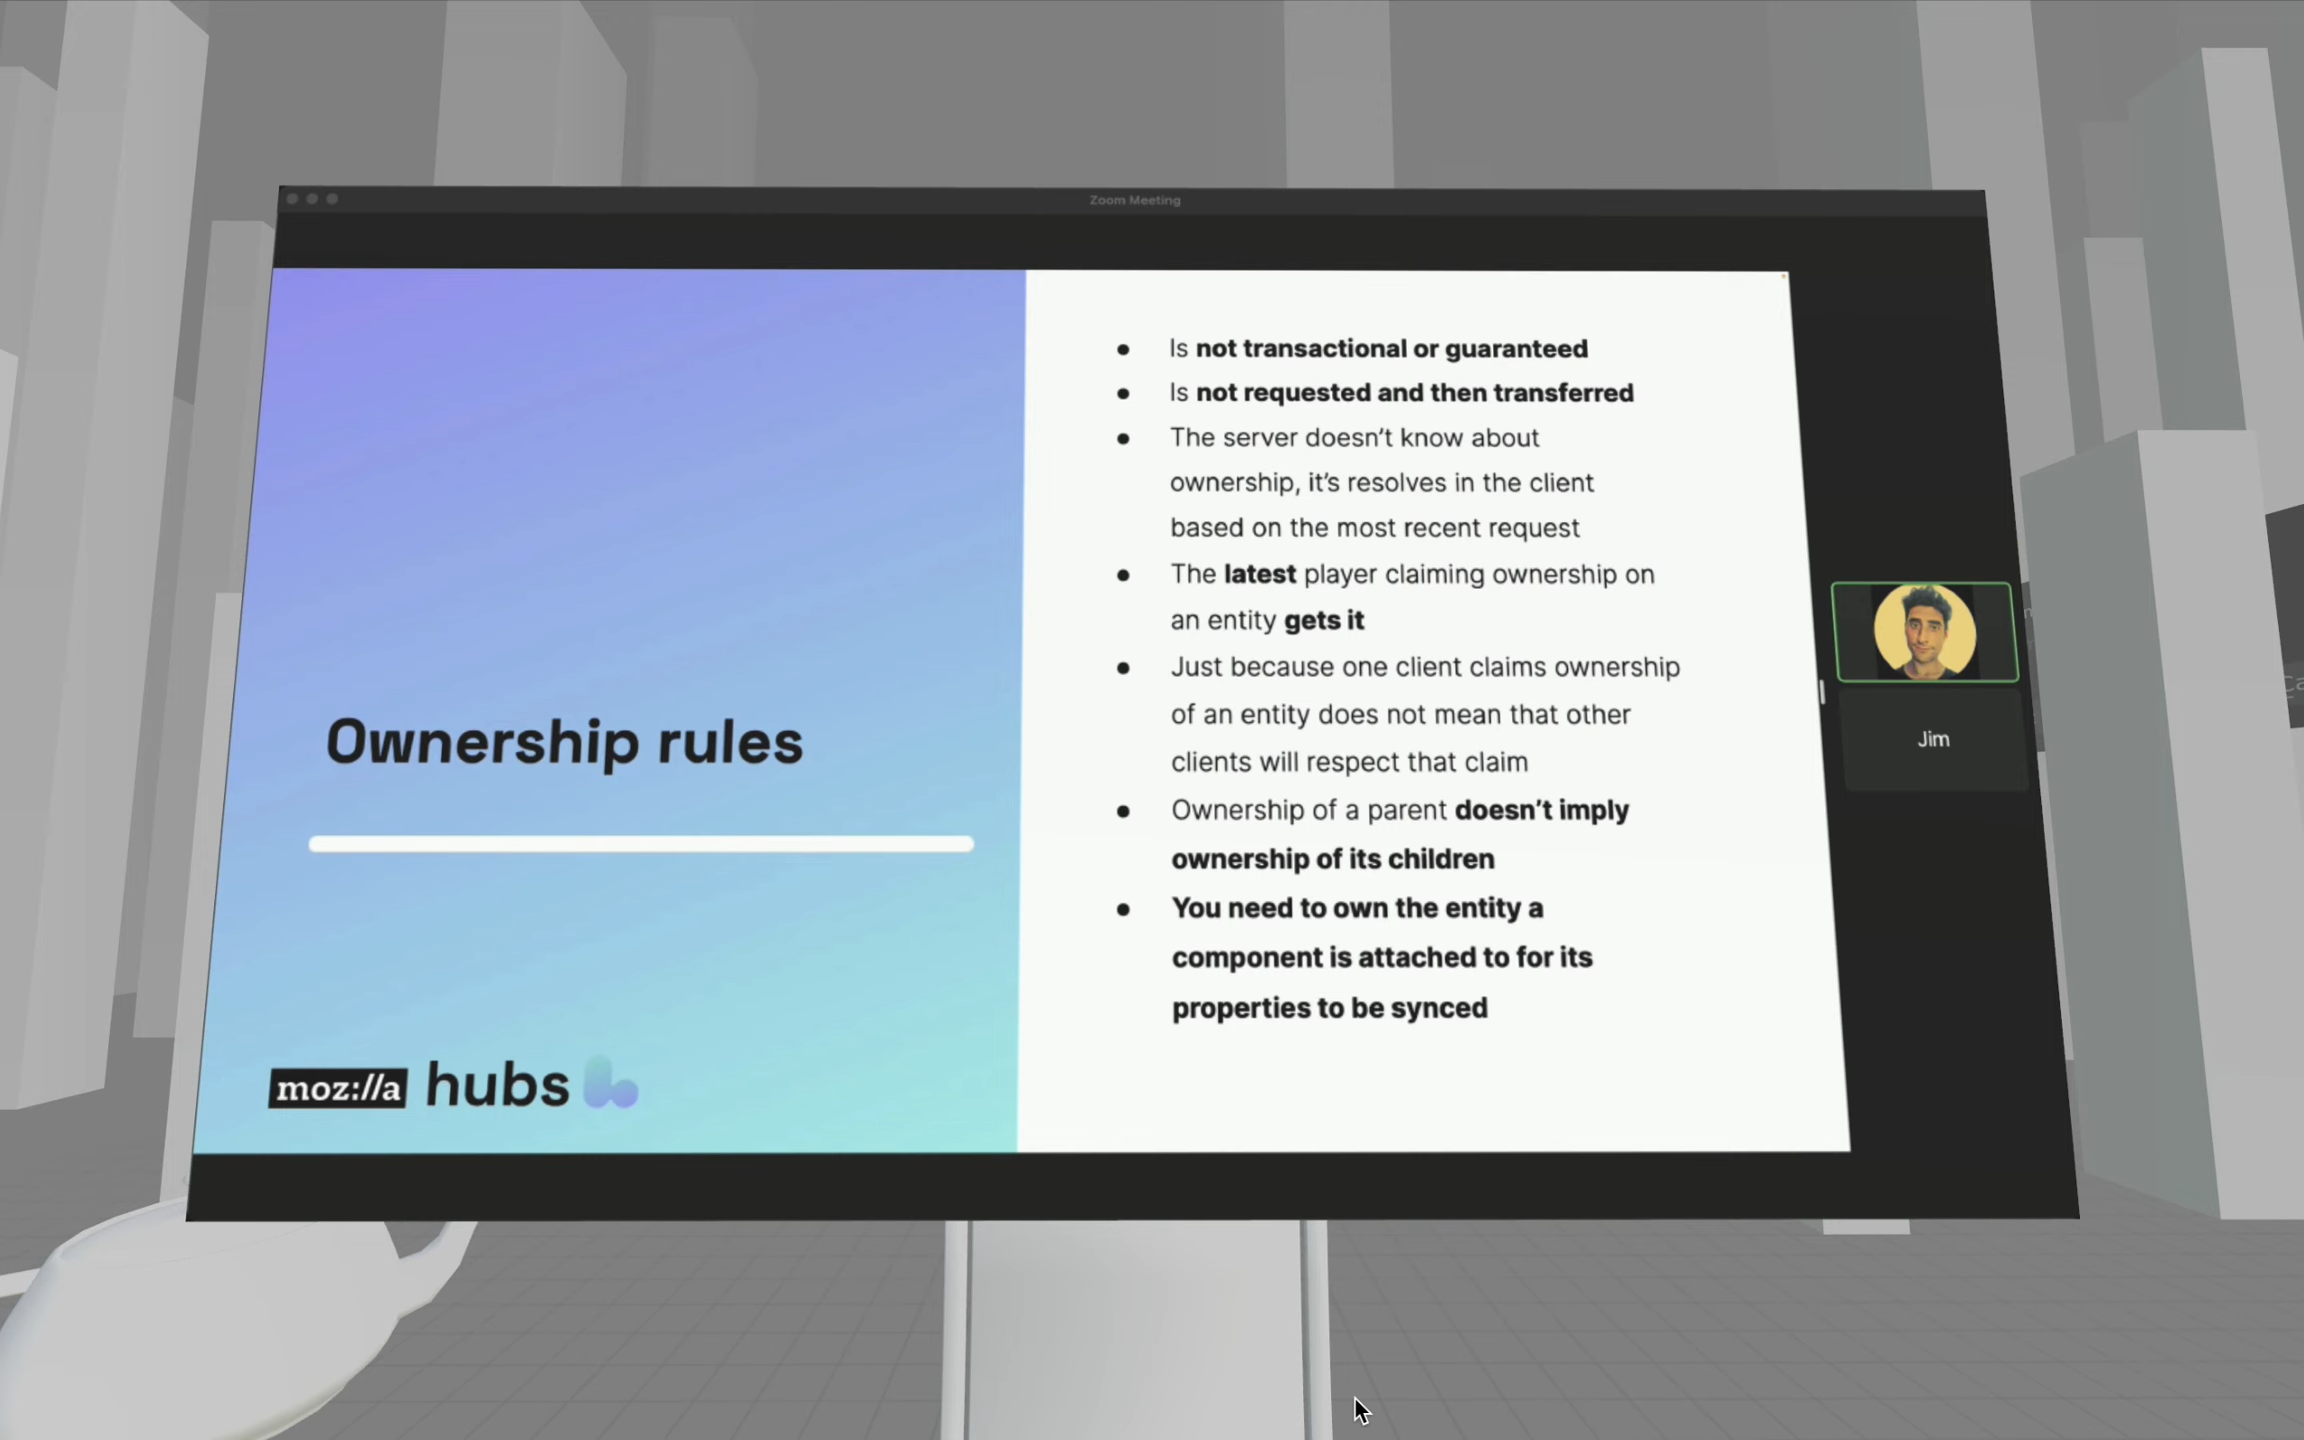 Zoom Meeting
Ownership rules
moz://a hubs
● Is not transactional or guaranteed
● Is not requested and then transferred
● The server doesn’t know about
ownership, it’s resolves in the client
based on the most recent request
● The latest player claiming ownership on
an entity gets it
● Just because one client claims ownership
of an entity does not mean that other
clients will respect that claim
● Ownership of a parent doesn’t imply
ownership of its children
● You need to own the entity a
component is attached to for its
properties to be synced
Jim